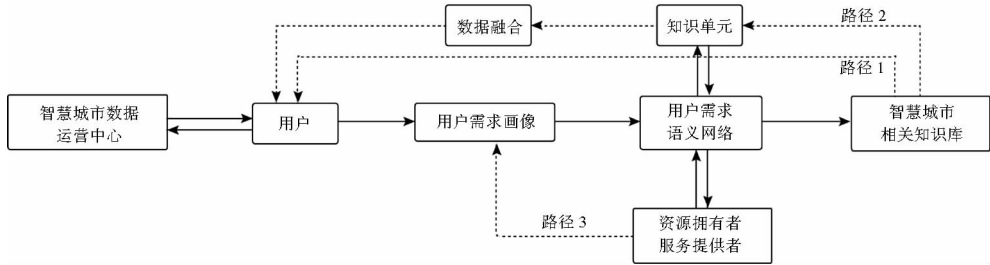 数据融合
知识单元
路径 2
路径 1
智慧城市数据
运营中心
用户
用户需求画像
用户需求
语义网络
智慧城市
相关知识库
路径 3
资源拥有者
服务提供者